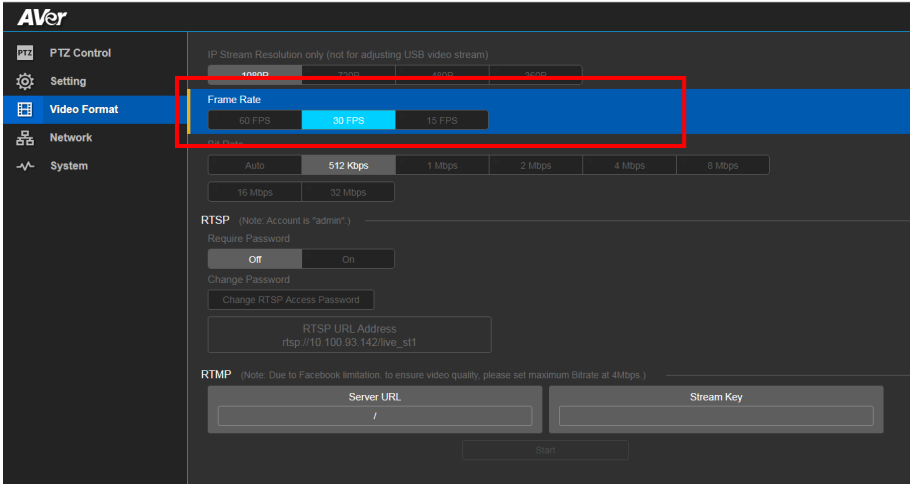 AVer
PTZ PTZ Control
Setting
Video Format
Network
System
IP Stream Resolution only (not for adjusting USB video stream)
1080P 720P 480P 360P
Frame Rate
60 FPS 30 FPS 15 FPS
Bit Rate
Auto 512 Kbps 1 Mbps 2 Mbps 4 Mbps 8 Mbps
16 Mbps 32 Mbps
RTSP (Note: Account is "admin".)
Require Password
Off On
Change Password
Change RTSP Access Password
RTSP URL Address
rtsp://10.100.93.142/live_st1
RTMP (Note: Due to Facebook limitation. to ensure video quality, please set maximum Bitrate at 4Mbps.)
Server URL Stream Key
/
Start